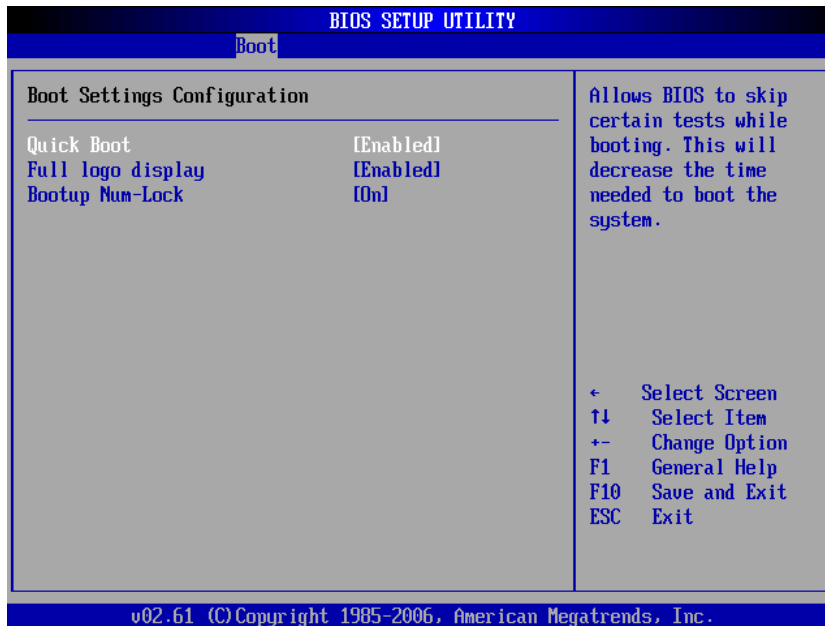 BIOS SETUP UTILITY
Boot
Boot Settings Configuration
Quick Boot [Enabled]
Full logo display [Enabled]
Bootup Num-Lock [On]
Allows BIOS to skip
certain tests while
booting. This will
decrease the time
needed to boot the
system.
← Select Screen
↑↓ Select Item
+- Change Option
F1 General Help
F10 Save and Exit
ESC Exit
v02.61 (C)Copyright 1985-2006, American Megatrends, Inc.